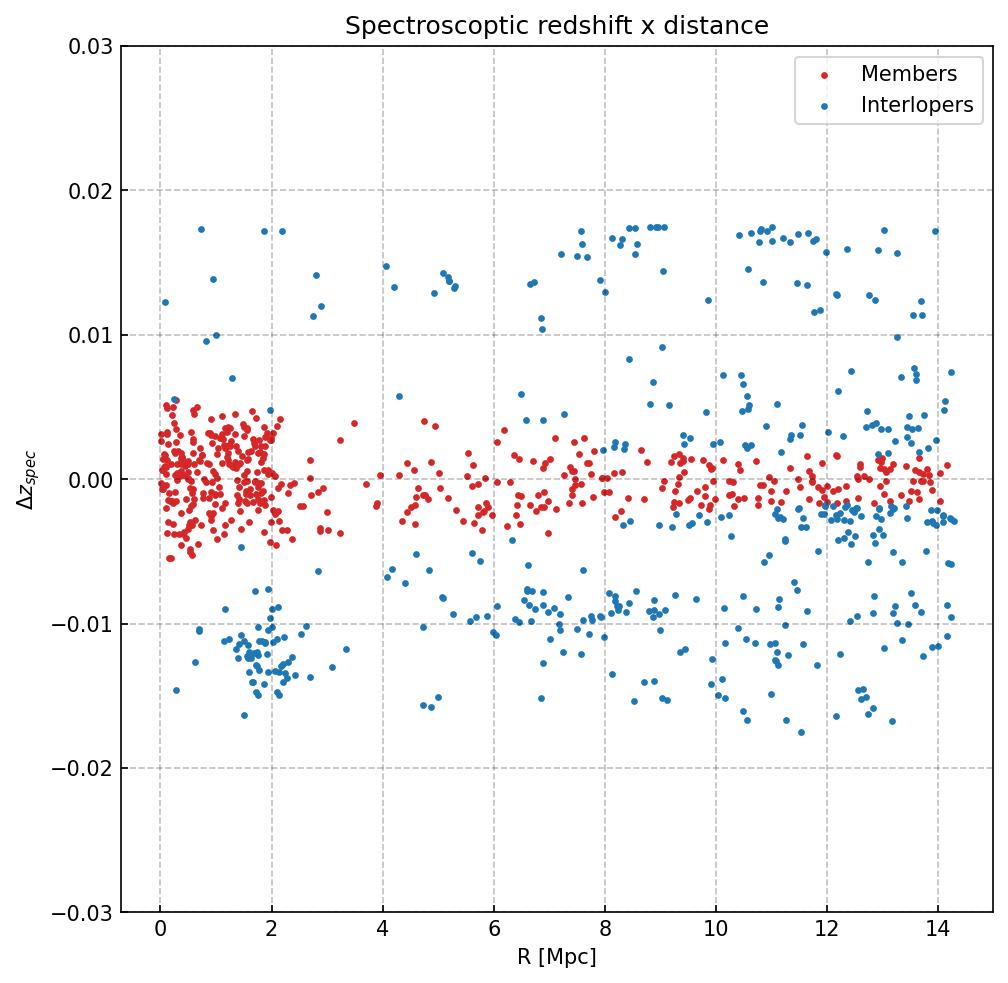 Spectroscoptic redshift x distance
Members
Interlopers
0.03
0.02
0.01
0.00
−0.01
−0.02
−0.03
Δz_spec
0 2 4 6 8 10 12 14
R [Mpc]